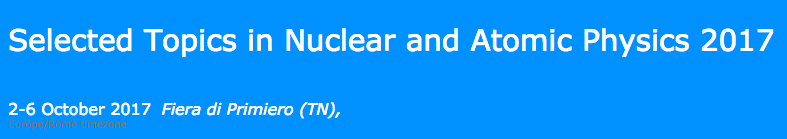 Selected Topics in Nuclear and Atomic Physics 2017
2-6 October 2017 Fiera di Primiero (TN),
Europe/Rome timezone